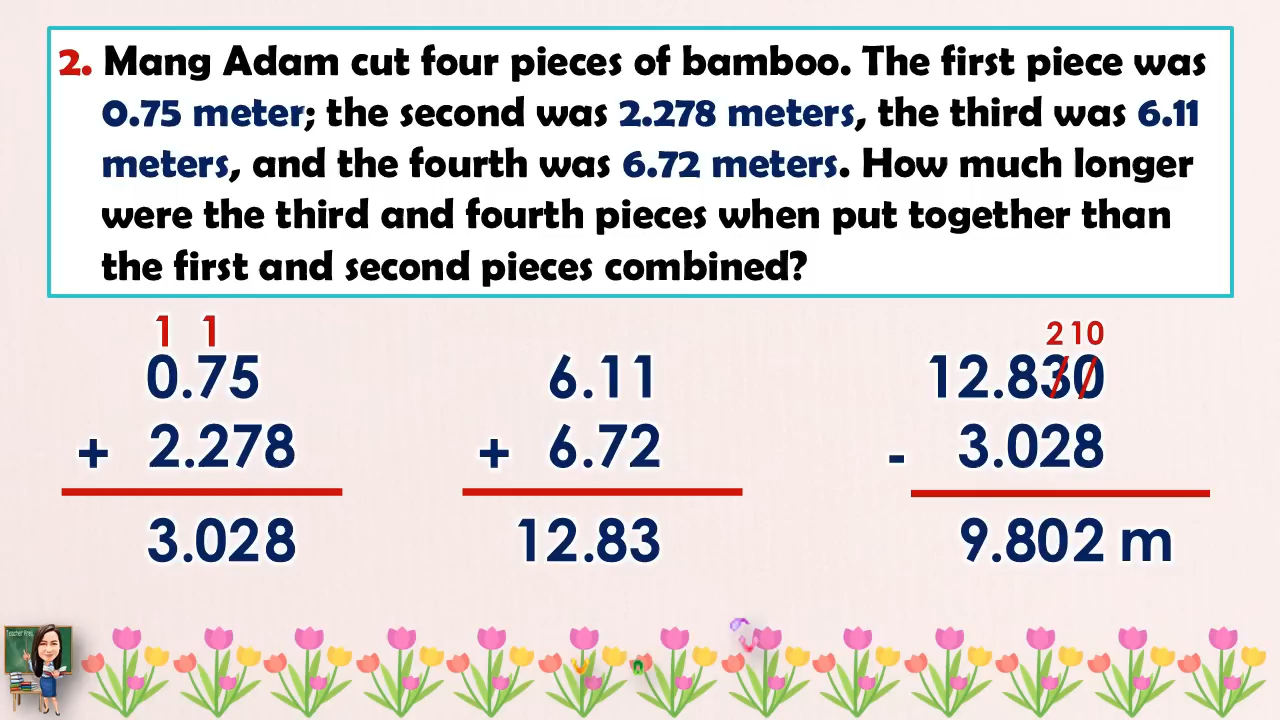 2. Mang Adam cut four pieces of bamboo. The first piece was
0.75 meter; the second was 2.278 meters, the third was 6.11
meters, and the fourth was 6.72 meters. How much longer
were the third and fourth pieces when put together than
the first and second pieces combined?
1 1
0.75
+ 2.278
3.028
6.11
+ 6.72
12.83
2 10
12.830
- 3.028
9.802 m